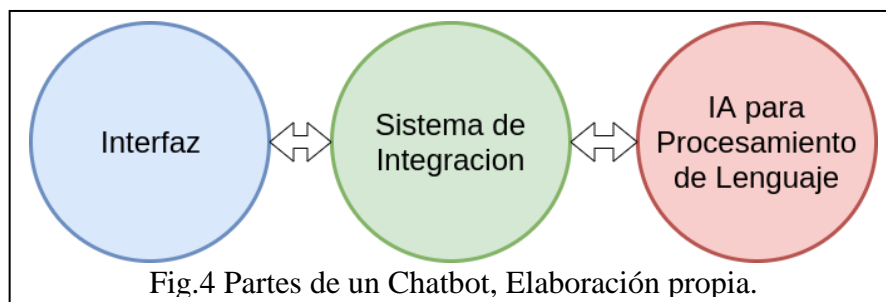 Interfaz
Sistema de
Integracion
IA para
Procesamiento
de Lenguaje
Fig.4 Partes de un Chatbot, Elaboración propia.